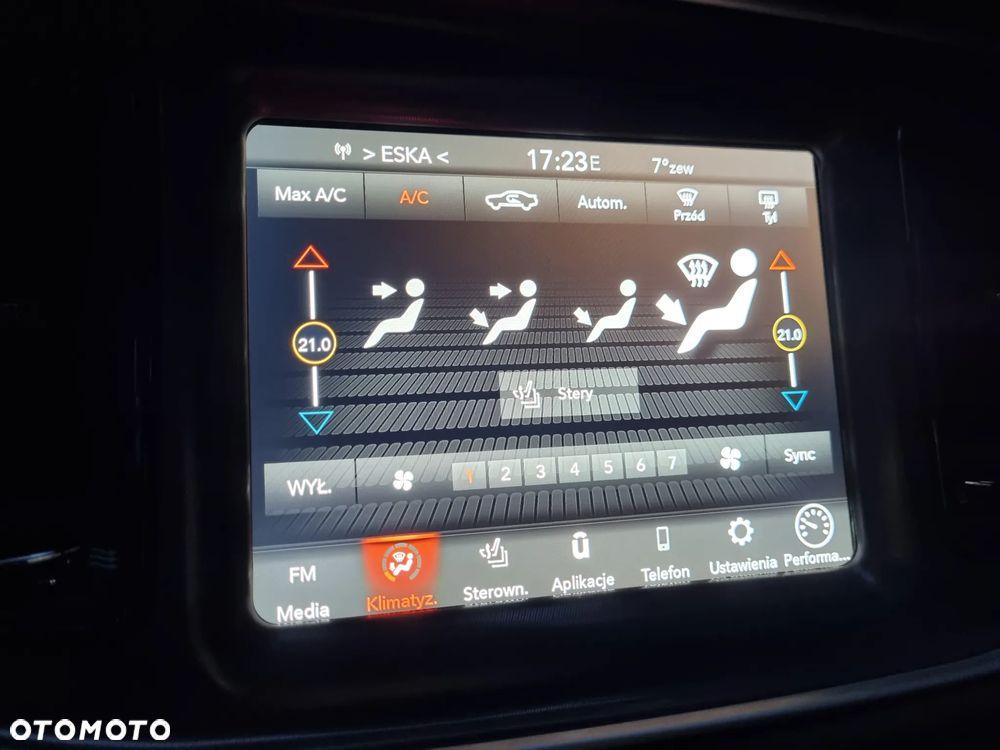 > ESKA < 17:23E 7°zew
Max A/C A/C Autom. Przód Tył
21.0 21.0
Stery
WYŁ. 1 2 3 4 5 6 7 Sync
FM
Media Klimatyz. Sterown. Aplikacje Telefon Ustawienia Performa...
OTOMOTO